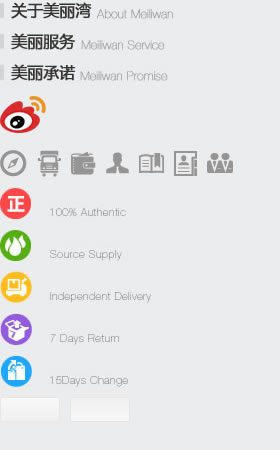 关于美丽湾 About Meiliwan
美丽服务 Meiliwan Service
美丽承诺 Meiliwan Promise
正
100% Authentic
Source Supply
Independent Delivery
7 Days Return
15Days Change